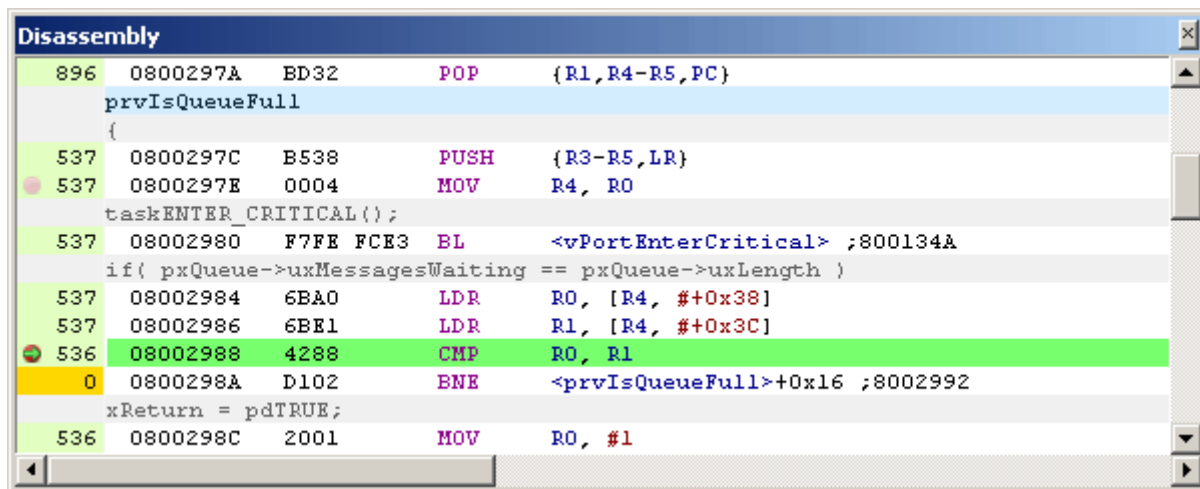 Disassembly
896 0800297A BD32 POP {R1,R4-R5,PC}
prvIsQueueFull
{
537 0800297C B538 PUSH {R3-R5,LR}
537 0800297E 0004 MOV R4, R0
taskENTER_CRITICAL();
537 08002980 F7FE FCE3 BL <vPortEnterCritical> ;800134A
if( pxQueue->uxMessagesWaiting == pxQueue->uxLength )
537 08002984 6BA0 LDR R0, [R4, #+0x38]
537 08002986 6BE1 LDR R1, [R4, #+0x3C]
536 08002988 4288 CMP R0, R1
0 0800298A D102 BNE <prvIsQueueFull>+0x16 ;8002992
xReturn = pdTRUE;
536 0800298C 2001 MOV R0, #1